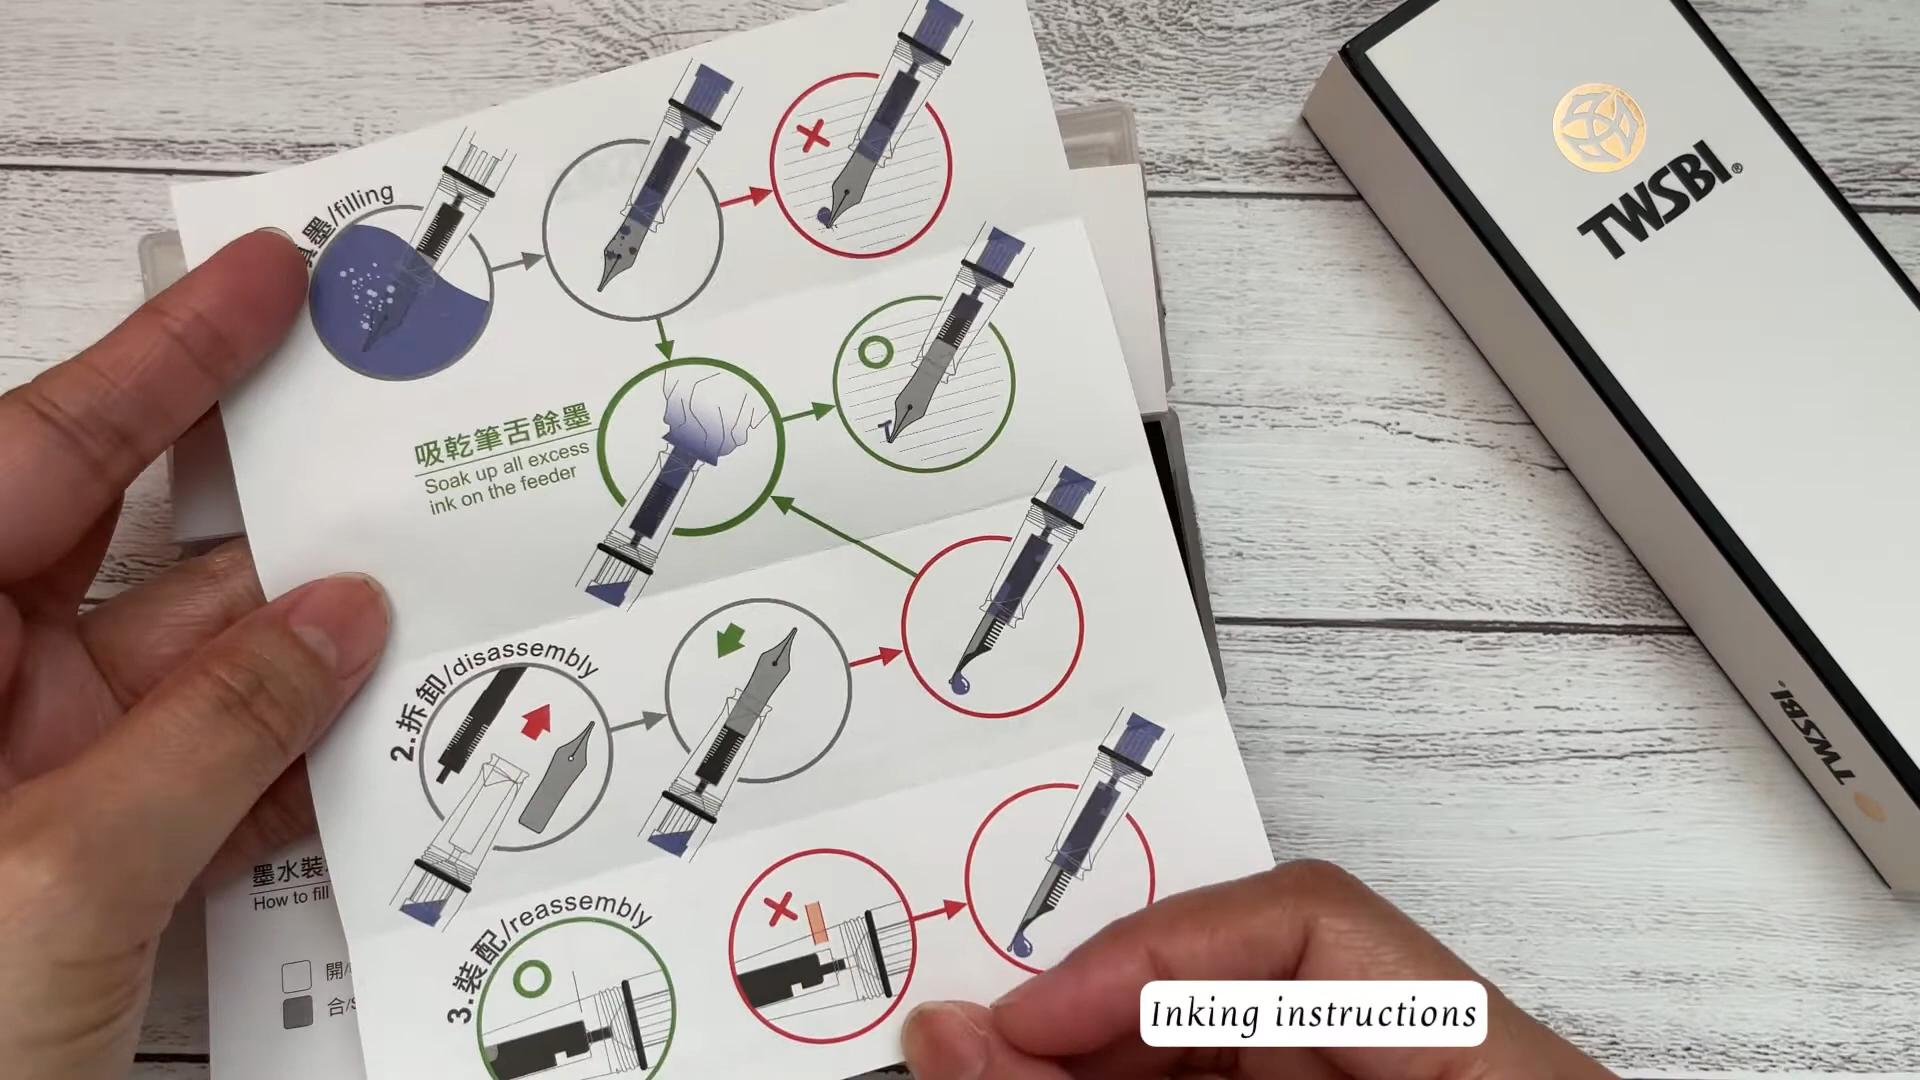 墨/filling
TWSBI®
吸乾筆舌餘墨
Soak up all excess
ink on the feeder
T
2.拆卸/disassembly
TWSBI
墨水裝
How to fill
3.裝配/reassembly
開/
合/S
Inking instructions